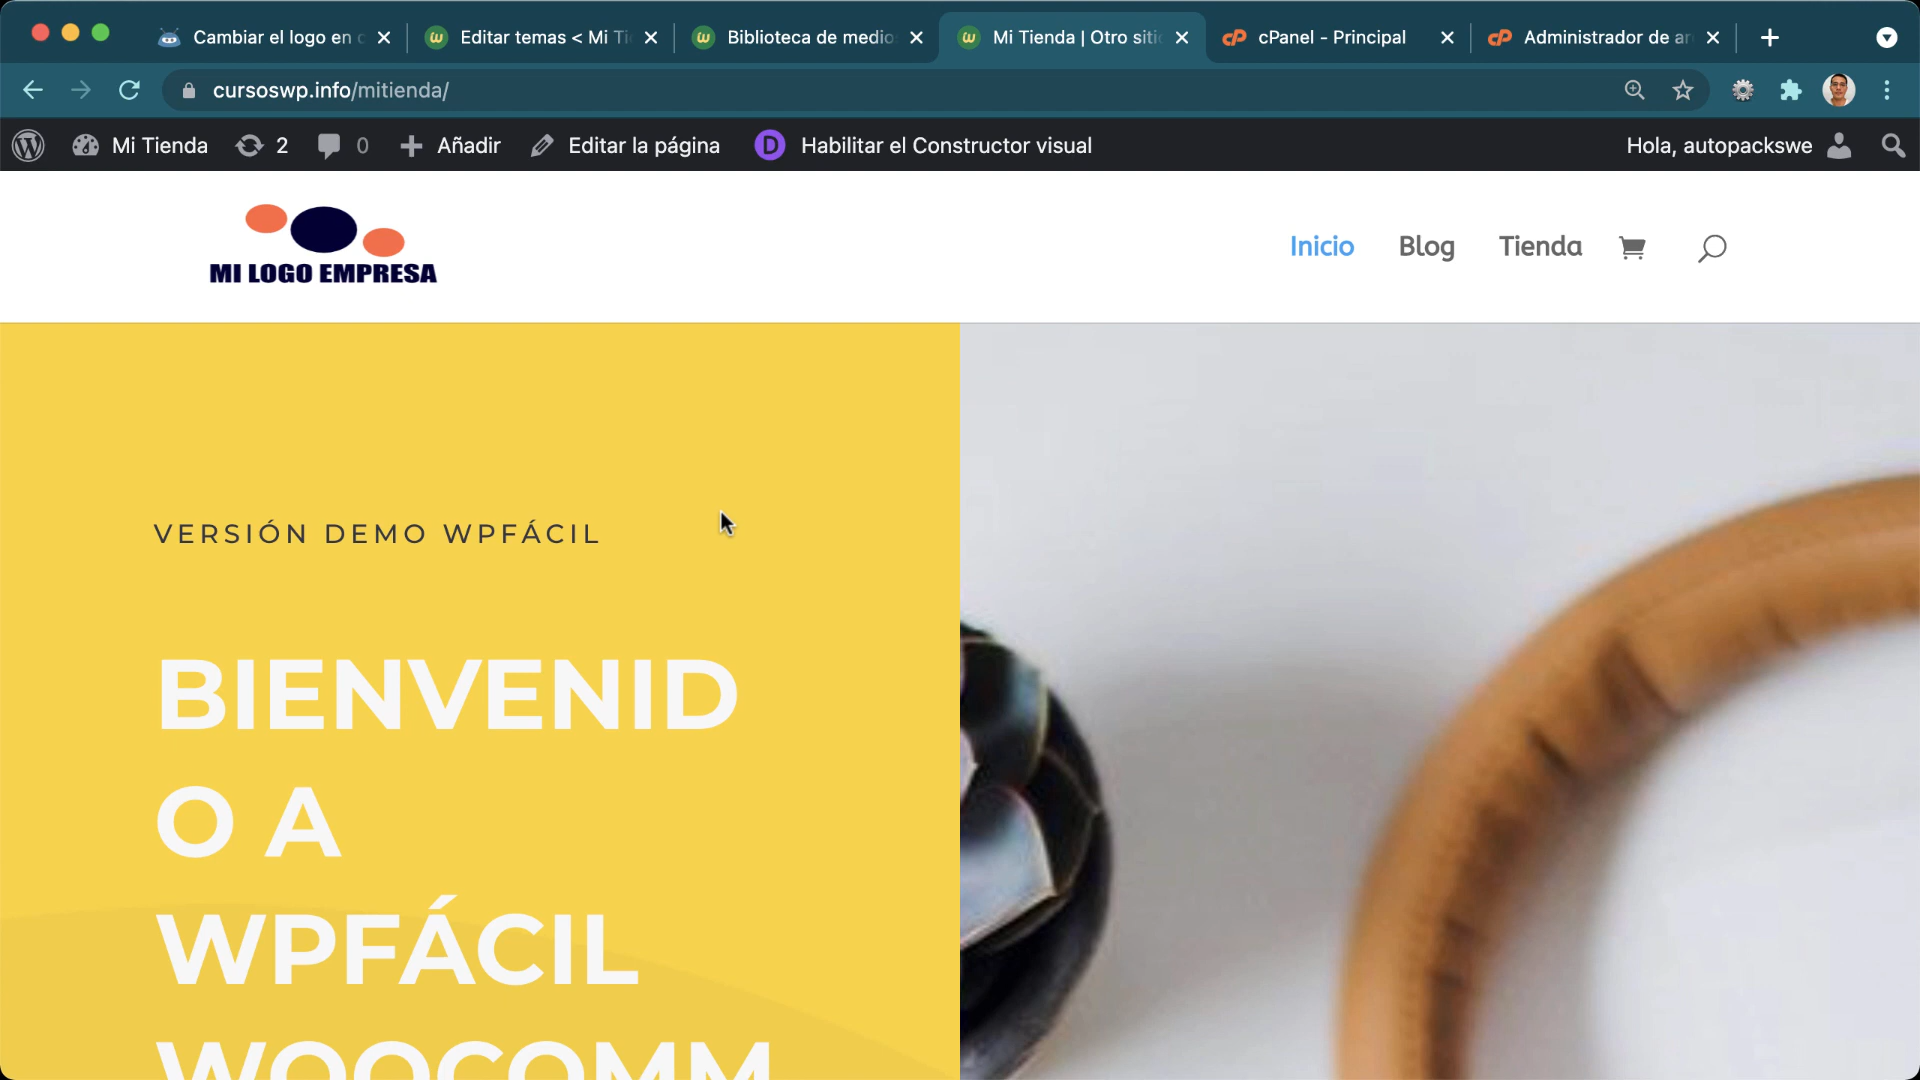 Cambiar el logo en
Editar temas < Mi Ti
Biblioteca de medio
Mi Tienda | Otro siti
cPanel - Principal
Administrador de ar
cursoswp.info/mitienda/
Mi Tienda
2
0
Añadir
D
Habilitar el Constructor visual
Editar la página
Hola, autopackswe
MI LOGO EMPRESA
Inicio
Blog
Tienda
VERSIÓN DEMO WPFÁCIL
BIENVENID
O A
WPFÁCIL
WOOCOMM